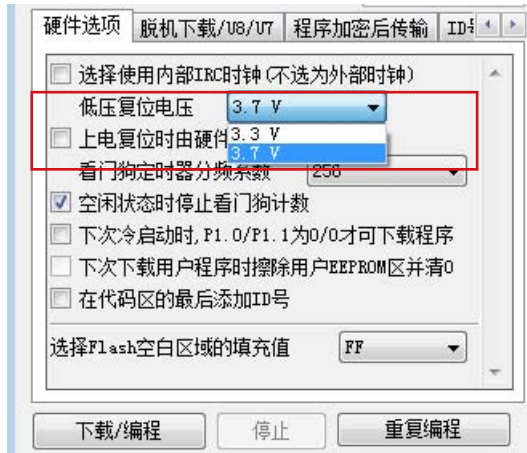 硬件选项 脱机下载/U8/U7 程序加密后传输
选择使用内部IRC时钟(不选为外部时钟)
低压复位电压 3.7 V
3.3 V
3.7 V
上电复位时由硬件
看门狗定时器分频系数 256
空闲状态时停止看门狗计数
下次冷启动时,P1.0/P1.1为0/0才可下载程序
下次下载用户程序时擦除用户EEPROM区并清0
在代码区的最后添加ID号
选择Flash空白区域的填充值 FF
下载/编程 停止 重复编程